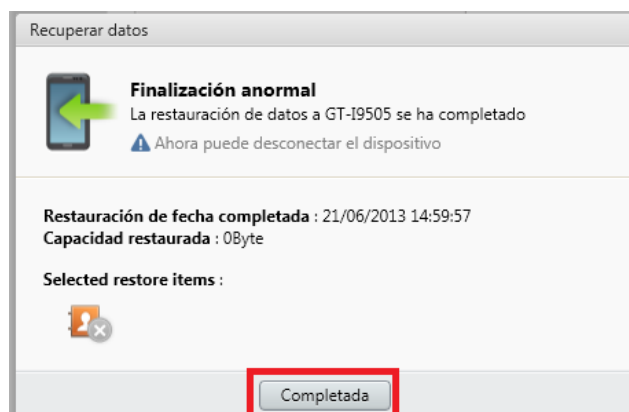 Recuperar datos
Finalización anormal
La restauración de datos a GT-I9505 se ha completado
Ahora puede desconectar el dispositivo
Restauración de fecha completada : 21/06/2013 14:59:57
Capacidad restaurada : 0Byte
Selected restore items :
Completada